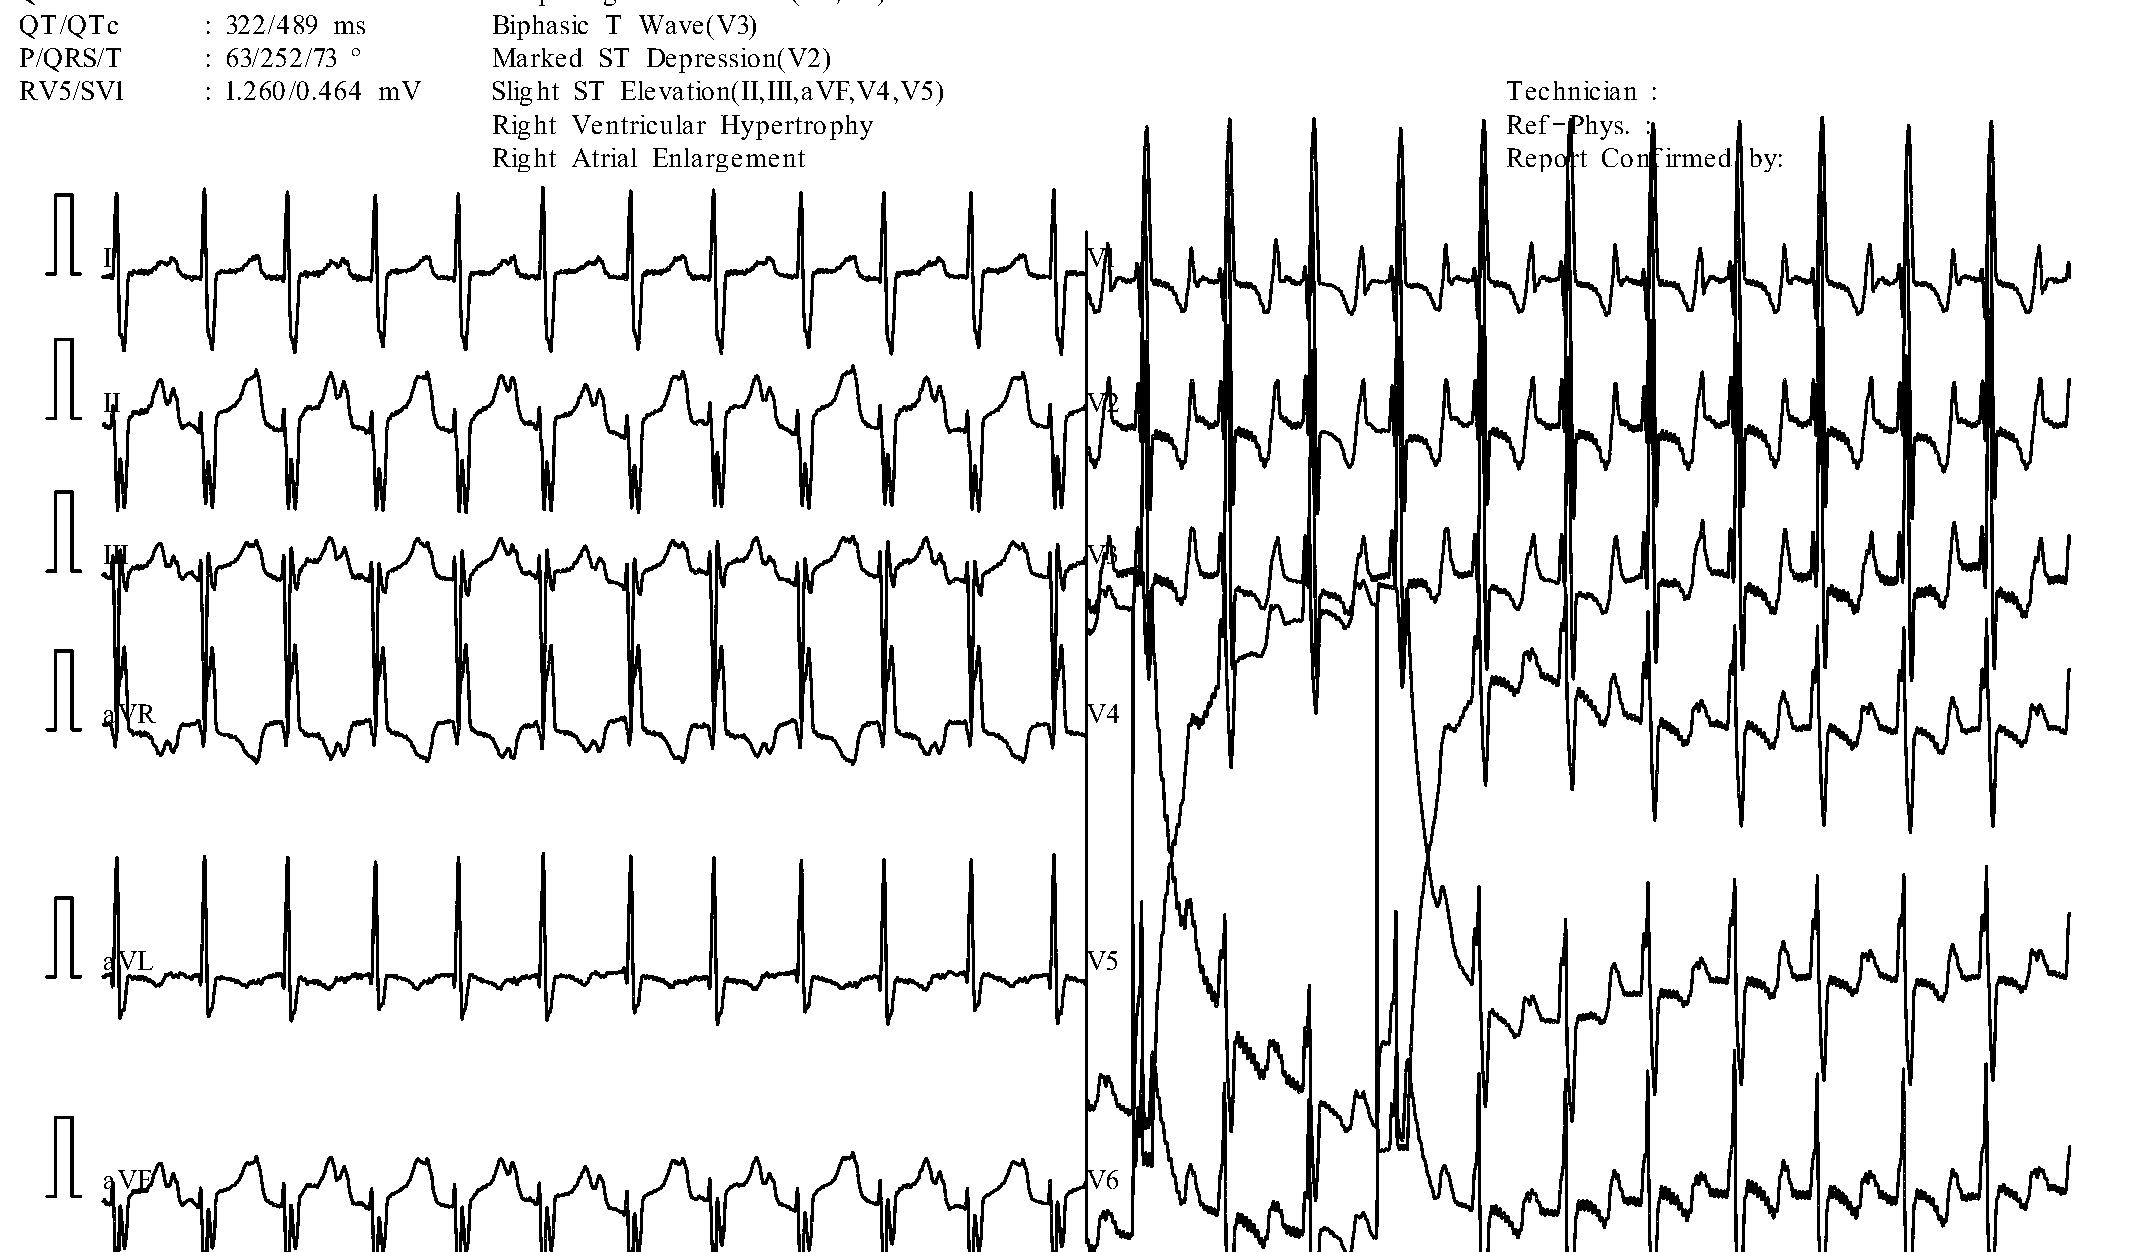 QT/QTc : 322/489 ms
P/QRS/T : 63/252/73 °
RV5/SV1 : 1.260/0.464 mV
Biphasic T Wave(V3)
Marked ST Depression(V2)
Slight ST Elevation(II,III,aVF,V4,V5)
Right Ventricular Hypertrophy
Right Atrial Enlargement
Technician :
Ref-Phys. :
Report Confirmed by:
I
II
III
aVR
aVL
aVF
V1
V2
V3
V4
V5
V6